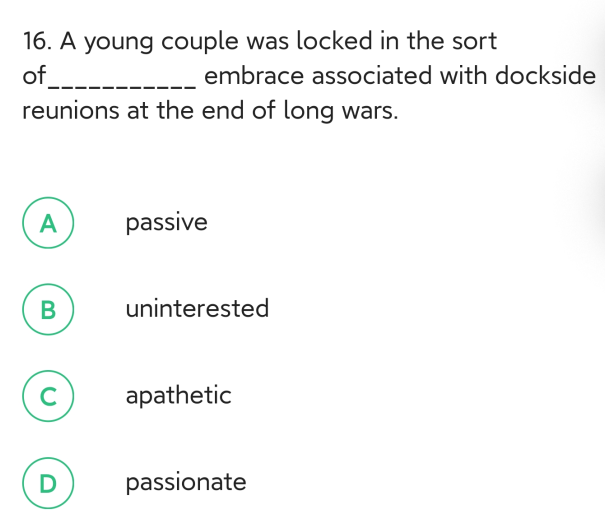 16. A young couple was locked in the sort
of___________ embrace associated with dockside
reunions at the end of long wars.
A passive
B uninterested
C apathetic
D passionate